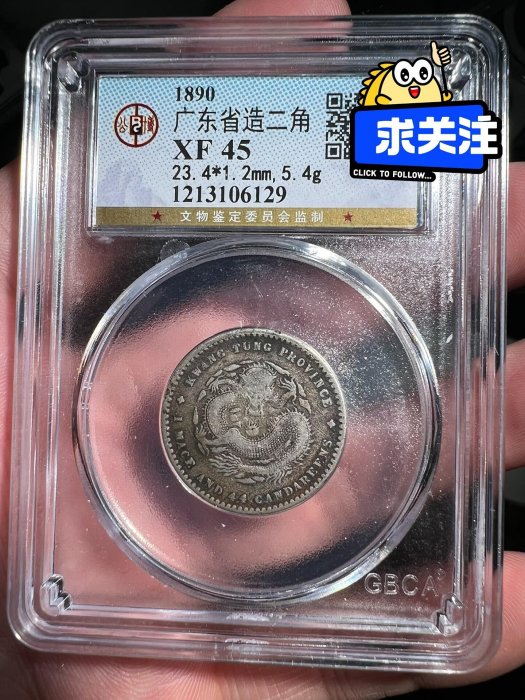 1890
广东省造二角
XF 45
23.4*1.2mm,5.4g
1213106129
★ 文物鉴定委员会监制 ★
公博
求关注
CLICK TO FOLLOW...
KWANG TUNG PROVINCE
1 MACE AND 44 CANDAREENS
GBCA